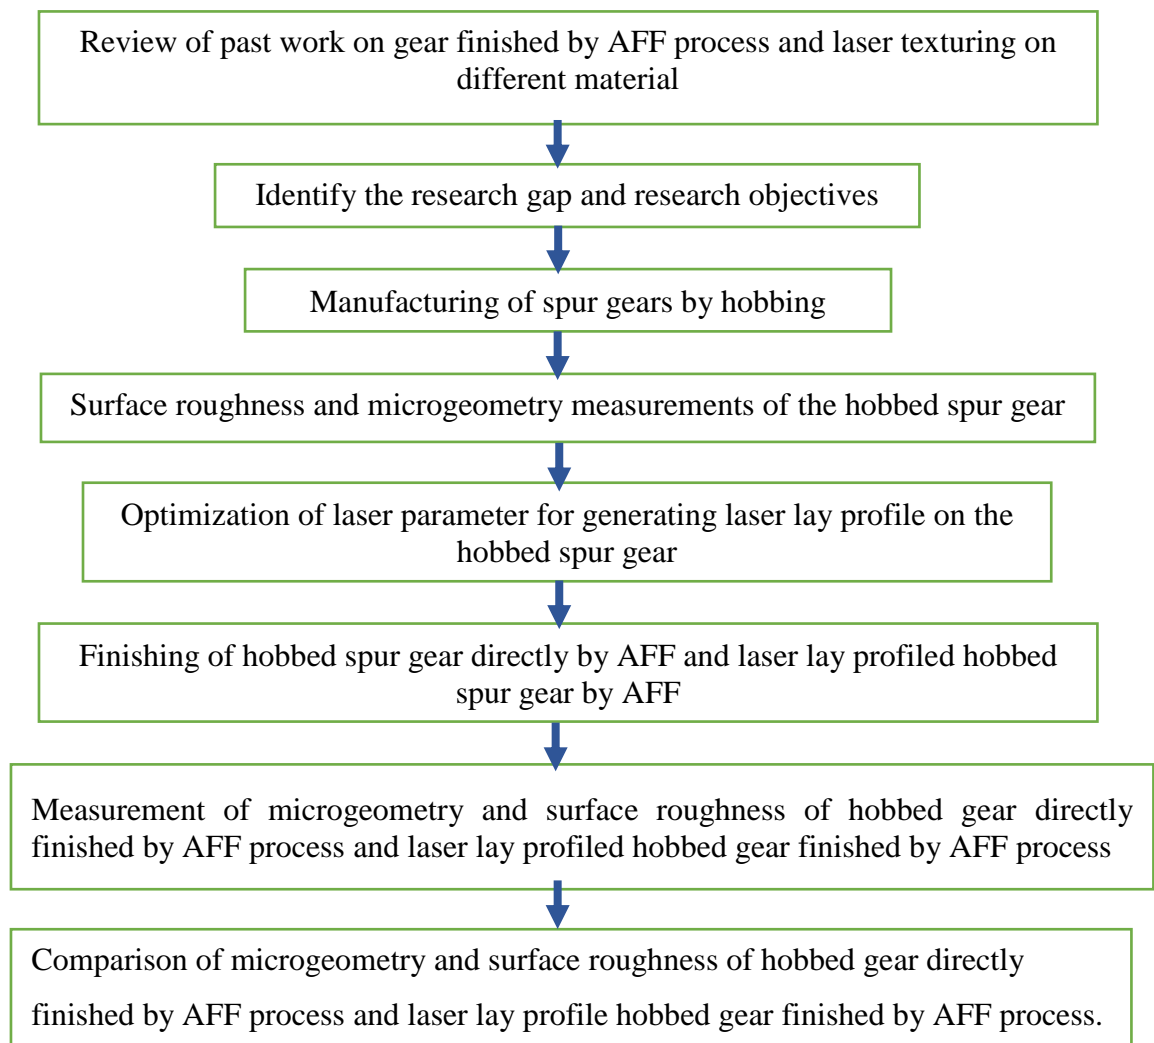 Review of past work on gear finished by AFF process and laser texturing on
different material
Identify the research gap and research objectives
Manufacturing of spur gears by hobbing
Surface roughness and microgeometry measurements of the hobbed spur gear
Optimization of laser parameter for generating laser lay profile on the
hobbed spur gear
Finishing of hobbed spur gear directly by AFF and laser lay profiled hobbed
spur gear by AFF
Measurement of microgeometry and surface roughness of hobbed gear directly
finished by AFF process and laser lay profiled hobbed gear finished by AFF process
Comparison of microgeometry and surface roughness of hobbed gear directly
finished by AFF process and laser lay profile hobbed gear finished by AFF process.